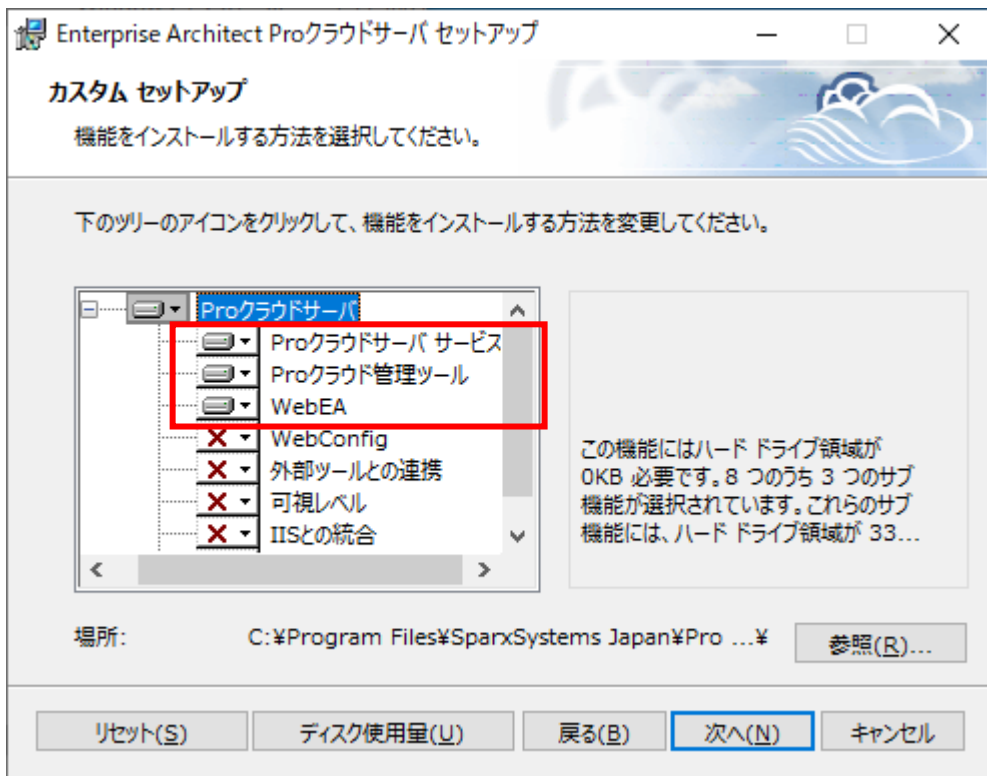 Enterprise Architect Proクラウドサーバ セットアップ
カスタム セットアップ
機能をインストールする方法を選択してください。
下のツリーのアイコンをクリックして、機能をインストールする方法を変更してください。
Proクラウドサーバ
Proクラウドサーバ サービス
Proクラウド管理ツール
WebEA
WebConfig
外部ツールとの連携
可視レベル
IISとの統合
この機能にはハード ドライブ領域が
0KB 必要です。8 つのうち 3 つのサブ
機能が選択されています。これらのサブ
機能には、ハード ドライブ領域が 33...
場所: C:¥Program Files¥SparxSystems Japan¥Pro ...¥ 参照(R)...
リセット(S) ディスク使用量(U) 戻る(B) 次へ(N) キャンセル